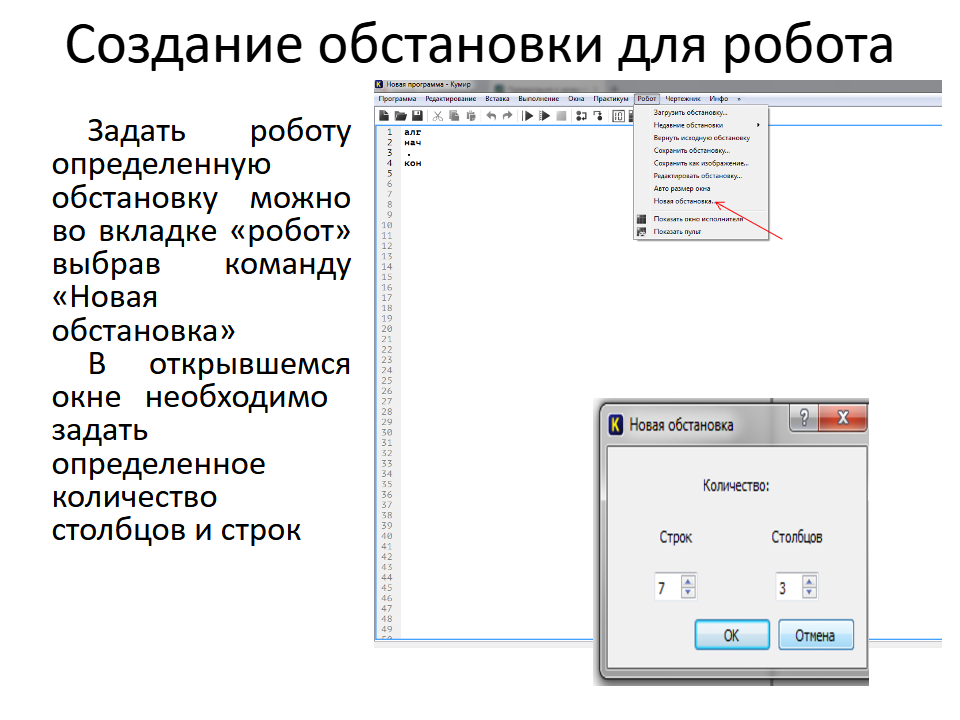 Создание обстановки для робота
Задать роботу
определенную
обстановку можно
во вкладке «робот»
выбрав команду
«Новая
обстановка»
В открывшемся
окне необходимо
задать
определенное
количество
столбцов и строк
Новая программа - Кумир
Программа Редактирование Вставка Выполнение Окна Практикум Робот Чертежник Инфо »
1 алг
2 нач
3 .
4 кон
5
6
7
8
9
10
11
12
13
14
15
16
17
18
19
20
21
22
23
24
25
26
27
28
29
30
31
32
33
34
35
36
37
38
39
40
41
42
43
44
45
46
47
48
49
Загрузить обстановку...
Недавние обстановки
Вернуть исходную обстановку
Сохранить обстановку...
Сохранить как изображение...
Редактировать обстановку...
Авто размер окна
Новая обстановка...
Показать окно исполнителя
Показать пульт
Новая обстановка
Количество:
Строк Столбцов
7 3
OK Отмена